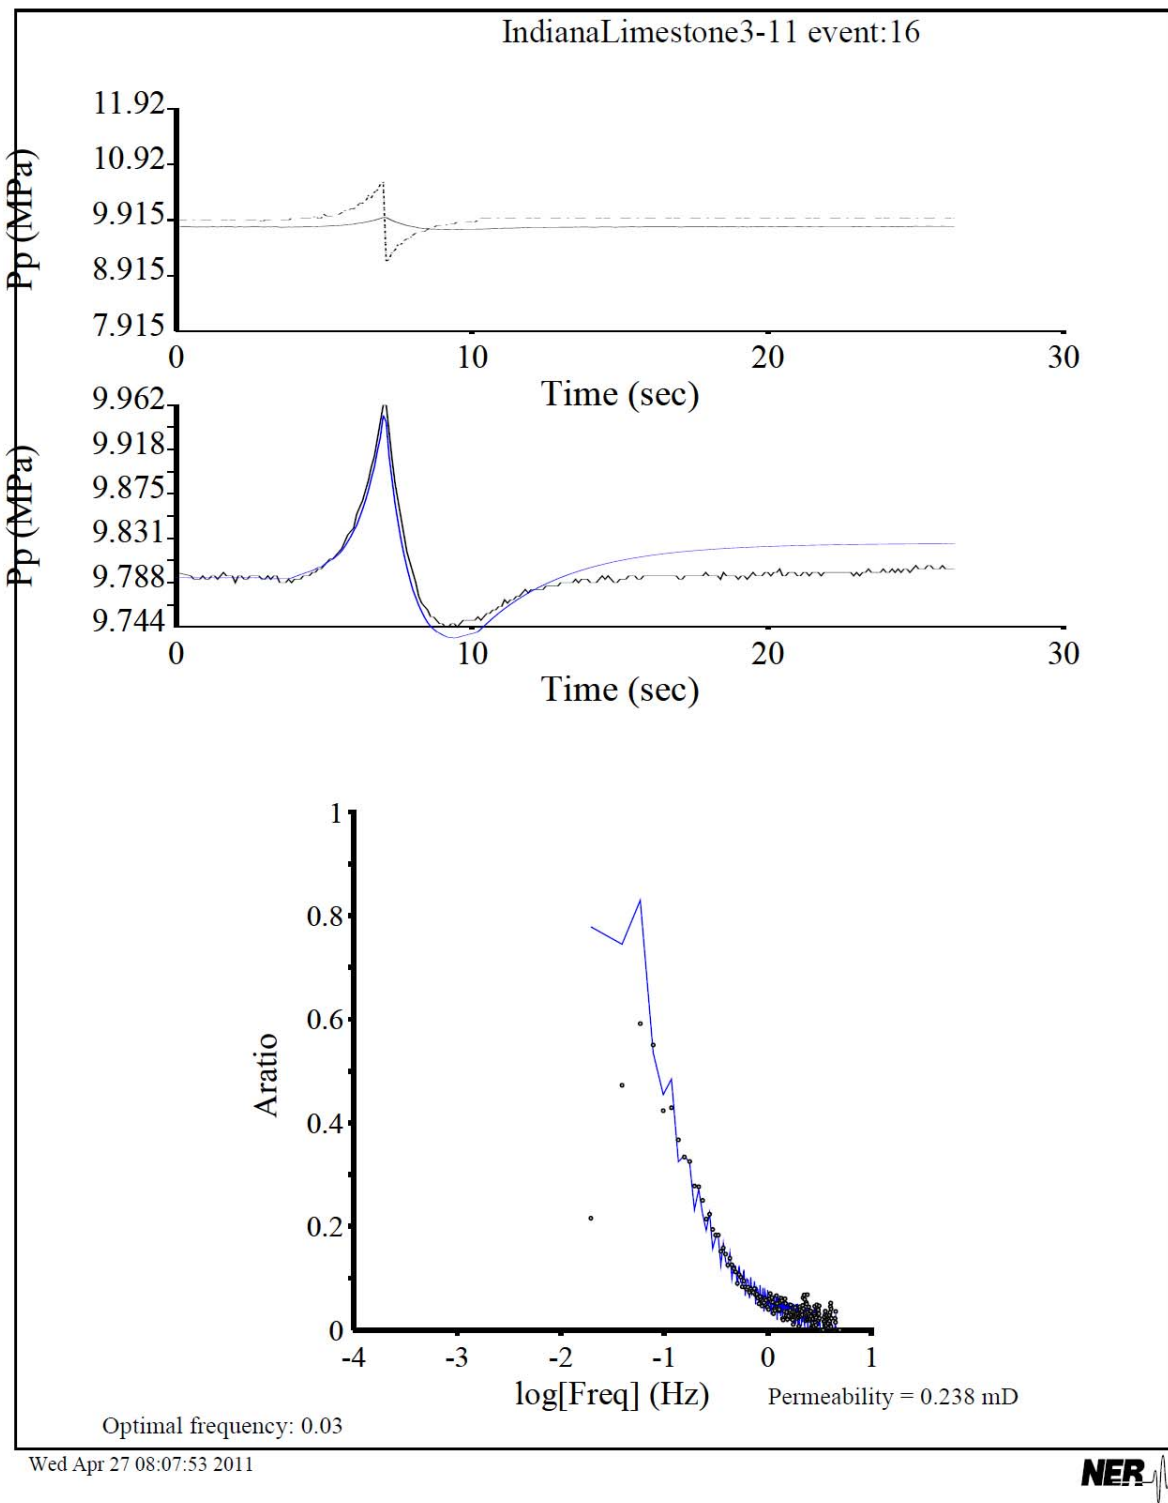 IndianaLimestone3-11 event:16
Pp (MPa)
11.92
10.92
9.915
8.915
7.915
0 10 20 30
Time (sec)
Pp (MPa)
9.962
9.918
9.875
9.831
9.788
9.744
0 10 20 30
Time (sec)
Aratio
1
0.8
0.6
0.4
0.2
0
-4 -3 -2 -1 0 1
log[Freq] (Hz)
Permeability = 0.238 mD
Optimal frequency: 0.03
Wed Apr 27 08:07:53 2011
NER